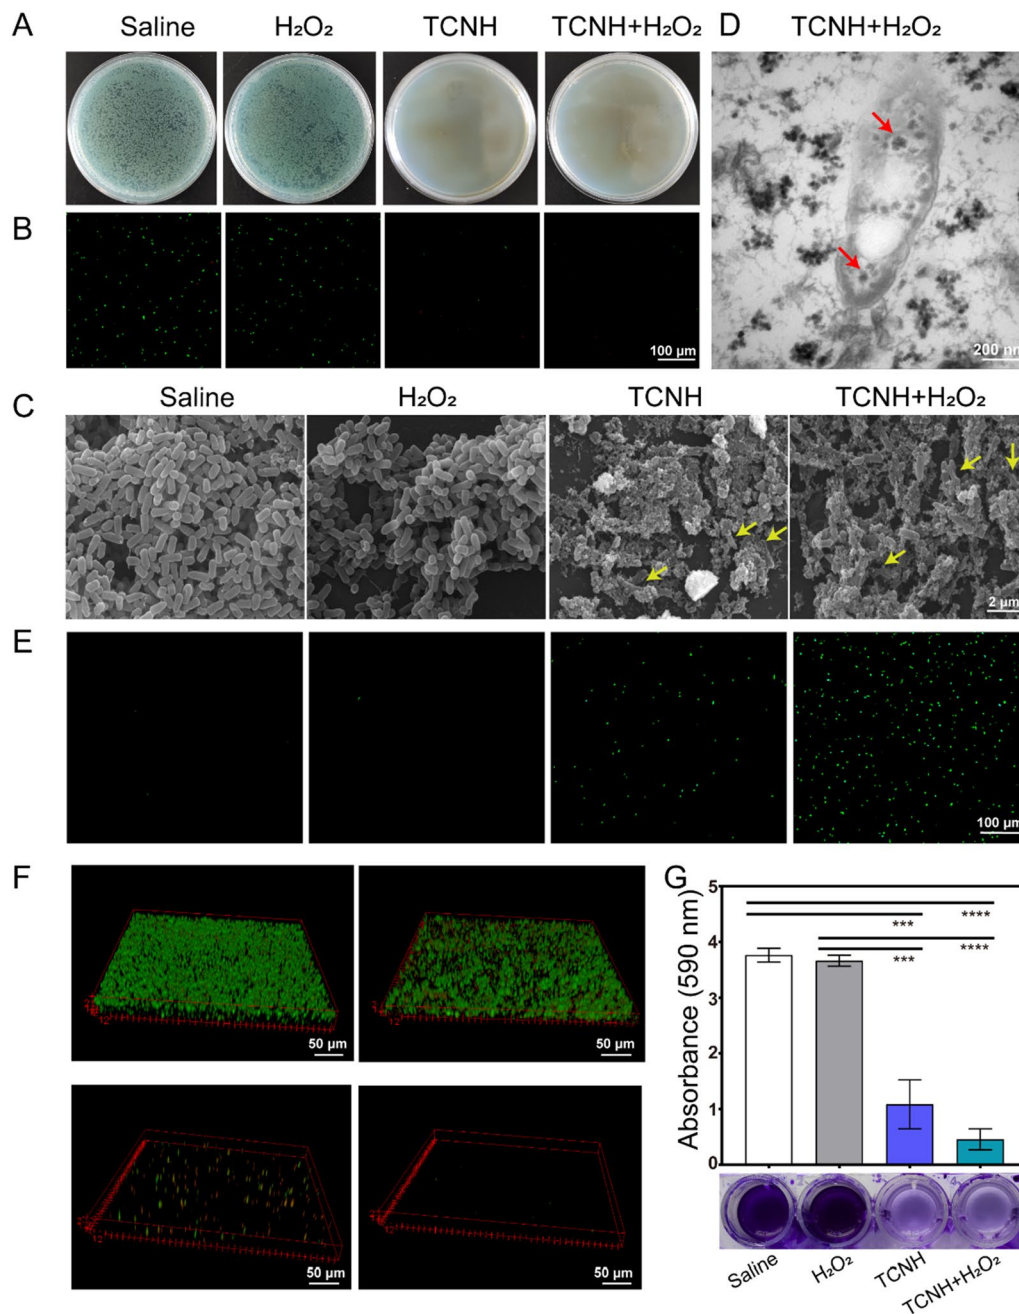 A Saline H₂O₂ TCNH TCNH+H₂O₂ D TCNH+H₂O₂
B
100 µm
200 nm
C Saline H₂O₂ TCNH TCNH+H₂O₂
2 µm
E
100 µm
F
50 µm 50 µm
50 µm 50 µm
G
Absorbance (590 nm)
5
4
3
2
1
0
****
***
****
***
Saline H₂O₂ TCNH TCNH+H₂O₂